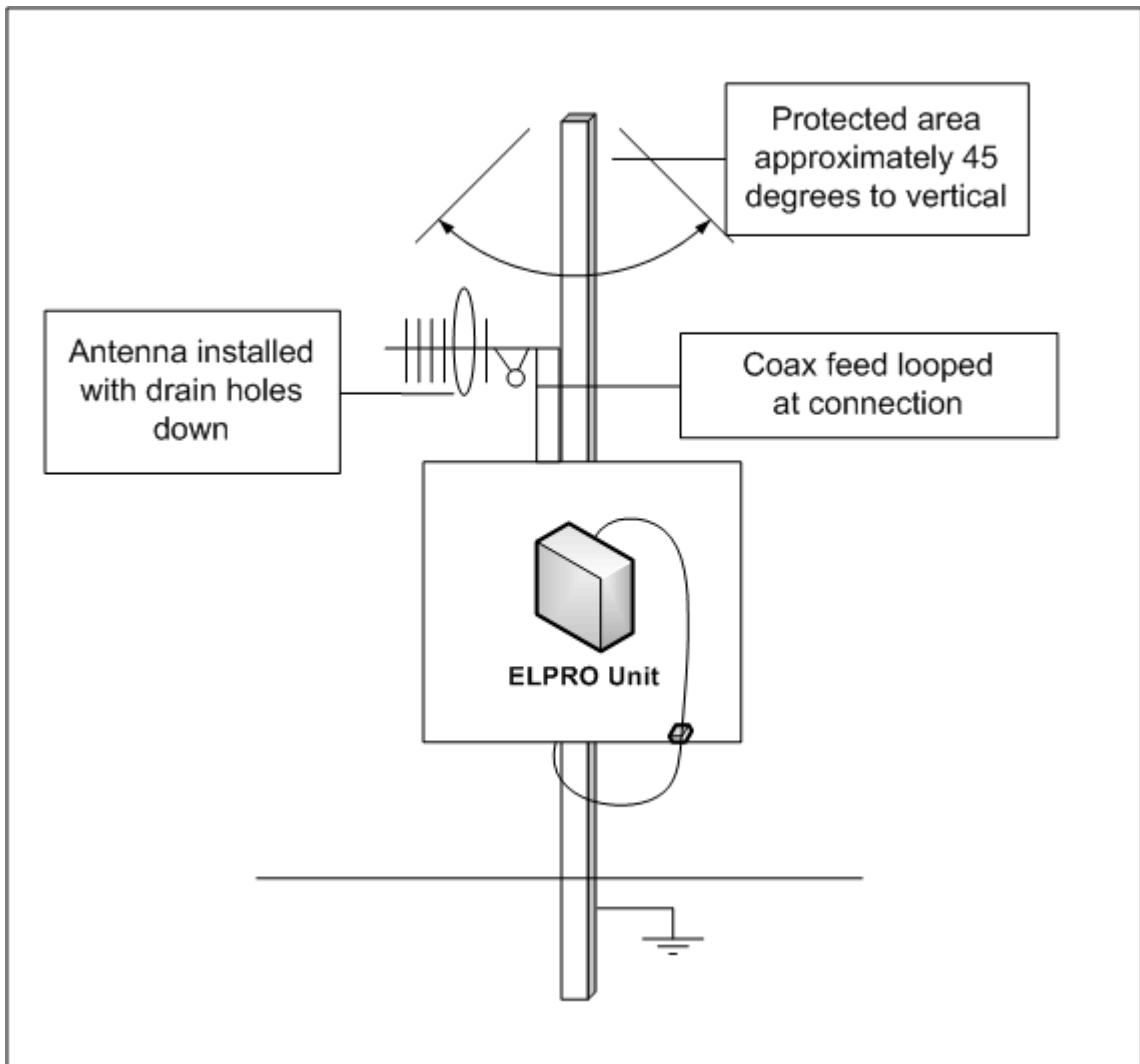 Protected area
approximately 45
degrees to vertical
Antenna installed
with drain holes
down
Coax feed looped
at connection
ELPRO Unit